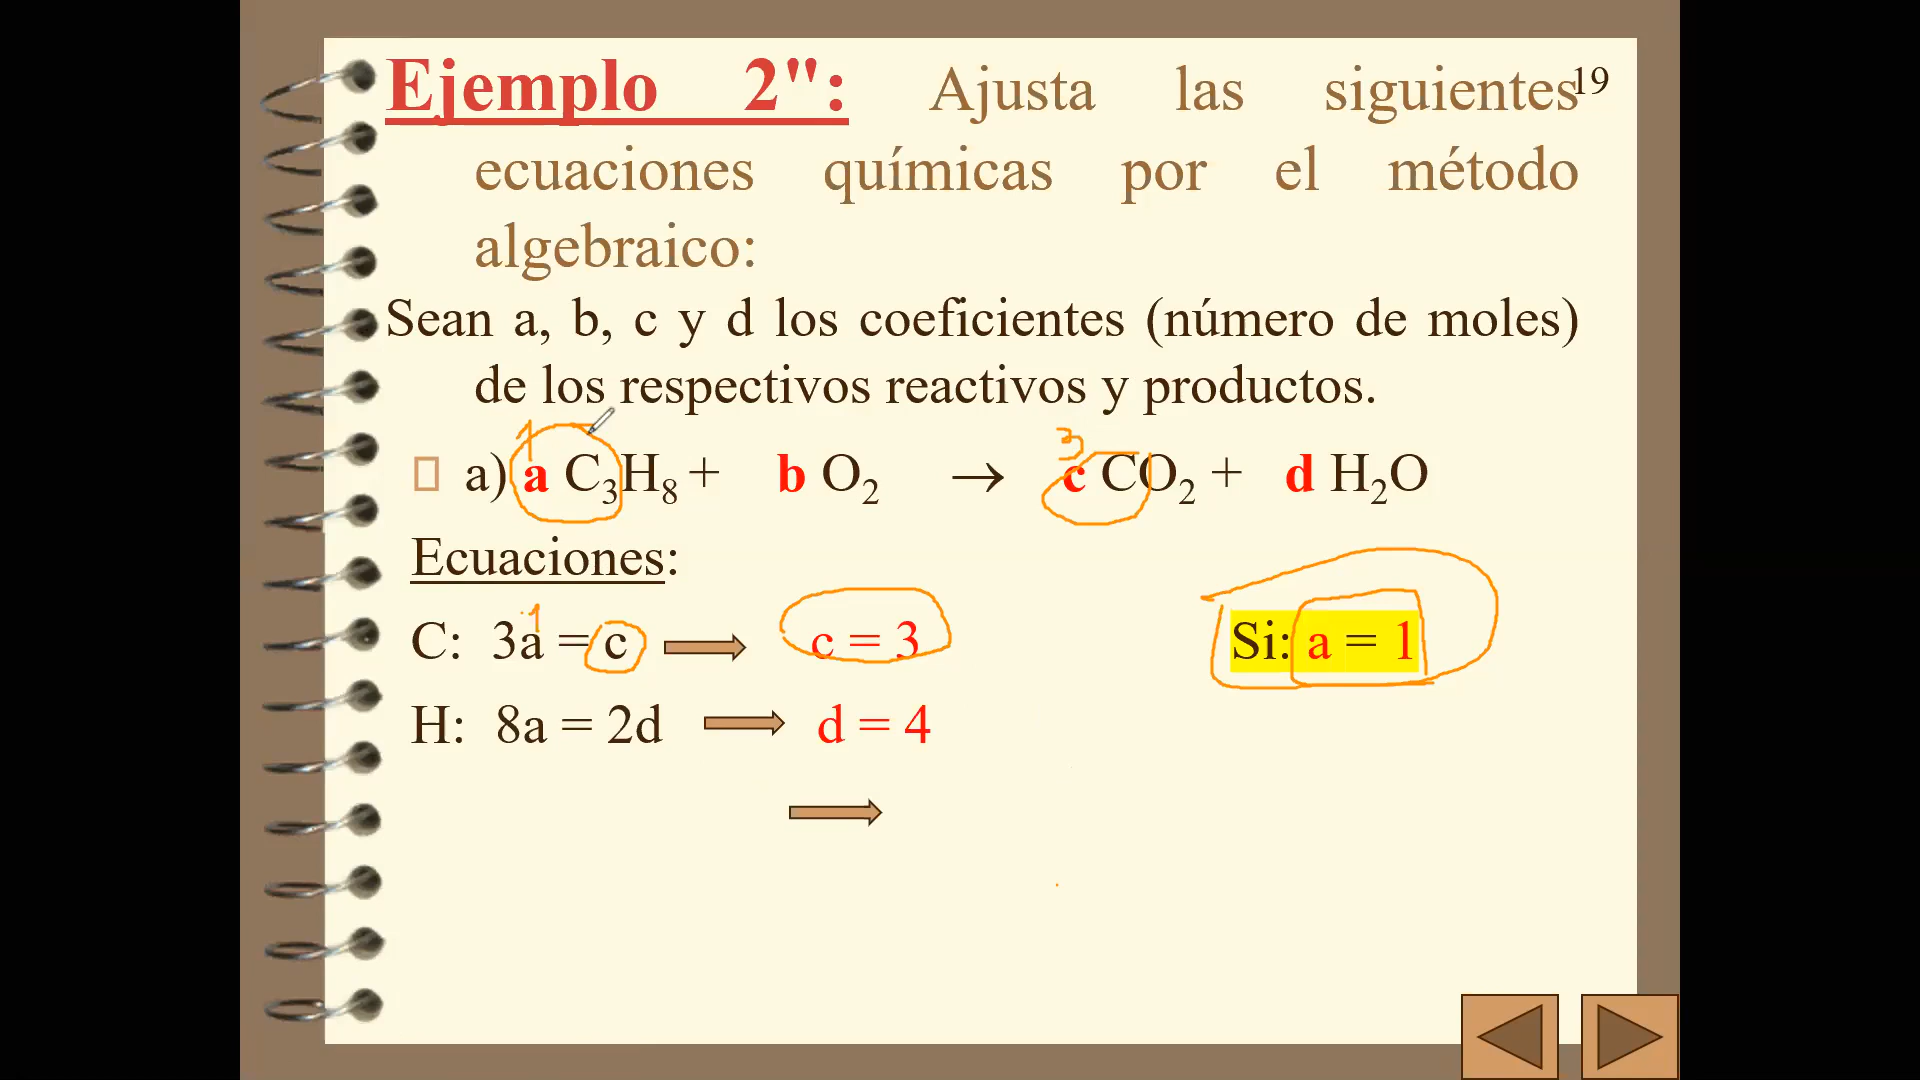 Ejemplo 2": Ajusta las siguientes 19
ecuaciones químicas por el método
algebraico:
Sean a, b, c y d los coeficientes (número de moles)
de los respectivos reactivos y productos.
1 3
a) a C₃H₈ + b O₂ → c CO₂ + d H₂O
Ecuaciones:
1
C: 3a = c c = 3 Si: a = 1
H: 8a = 2d d = 4